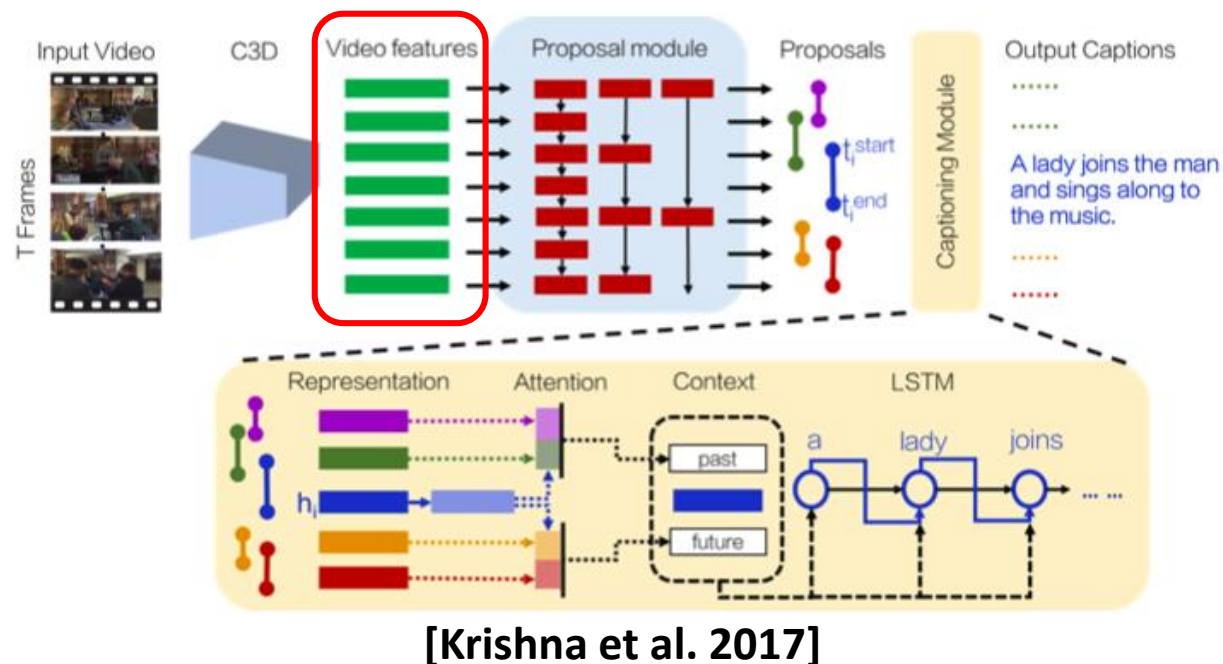 Input Video
C3D
Video features
Proposal module
Proposals
Output Captions
T Frames
t_i^start
t_i^end
Captioning Module
......
......
A lady joins the man
and sings along to
the music.
......
......
Representation
Attention
Context
LSTM
h_i
past
future
a
lady
joins
... ...
[Krishna et al. 2017]